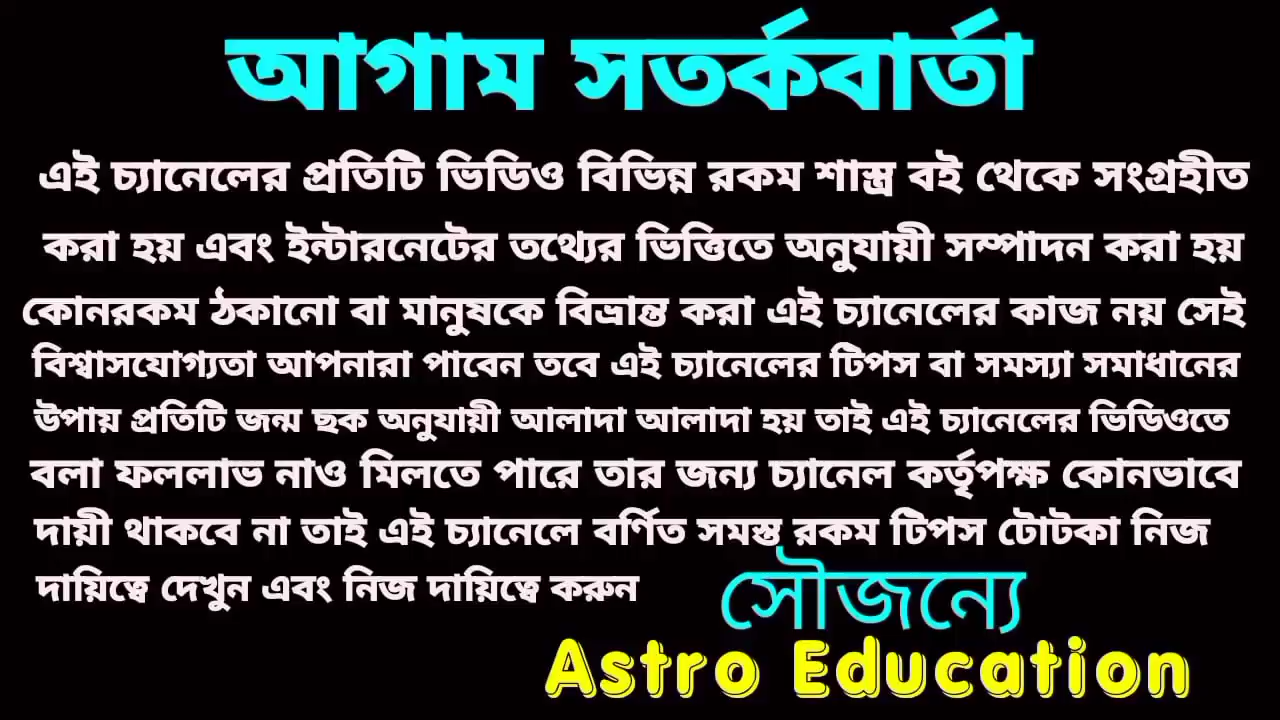 আগাম সতর্কবার্তা
এই চ্যানেলের প্রতিটি ভিডিও বিভিন্ন রকম শাস্ত্র বই থেকে সংগ্রহীত
করা হয় এবং ইন্টারনেটের তথ্যের ভিত্তিতে অনুযায়ী সম্পাদন করা হয়
কোনরকম ঠকানো বা মানুষকে বিভ্রান্ত করা এই চ্যানেলের কাজ নয় সেই
বিশ্বাসযোগ্যতা আপনারা পাবেন তবে এই চ্যানেলের টিপস বা সমস্যা সমাধানের
উপায় প্রতিটি জন্ম ছক অনুযায়ী আলাদা আলাদা হয় তাই এই চ্যানেলের ভিডিওতে
বলা ফললাভ নাও মিলতে পারে তার জন্য চ্যানেল কর্তৃপক্ষ কোনভাবে
দায়ী থাকবে না তাই এই চ্যানেলে বর্ণিত সমস্ত রকম টিপস টোটকা নিজ
দায়িত্বে দেখুন এবং নিজ দায়িত্বে করুন
সৌজন্যে
Astro Education